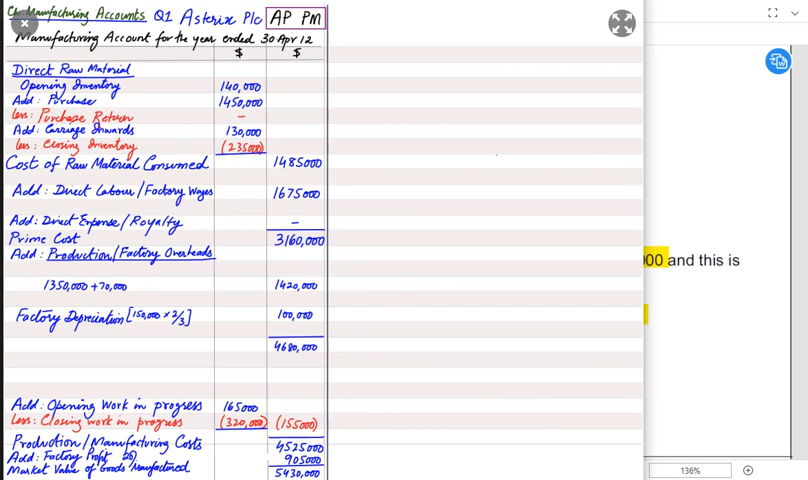 Ch Manufacturing Accounts Q1 Asterix Plc AP PM
Manufacturing Account for the year ended 30 Apr 12
$ $
Direct Raw Material
Opening Inventory 140,000
Add: Purchase 1450,000
Less: Purchase Return -
Add: Carriage Inwards 130,000
Less: Closing Inventory (235000)
Cost of Raw Material Consumed 1485000
Add: Direct Labour/Factory Wages 1675000
Add: Direct Expense/Royalty -
Prime Cost 3160,000
Add: Production/Factory Overheads
1350,000 + 70,000 1420,000
Factory Depreciation [150,000 × 2/3] 100,000
4680,000
Add: Opening Work in progress 165000
Less: Closing work in progress (320,000) (155000)
Production/Manufacturing Costs 4525000
Add: Factory Profit 905000
Market Value of Goods Manufactured 5430,000
000 and this is
136%